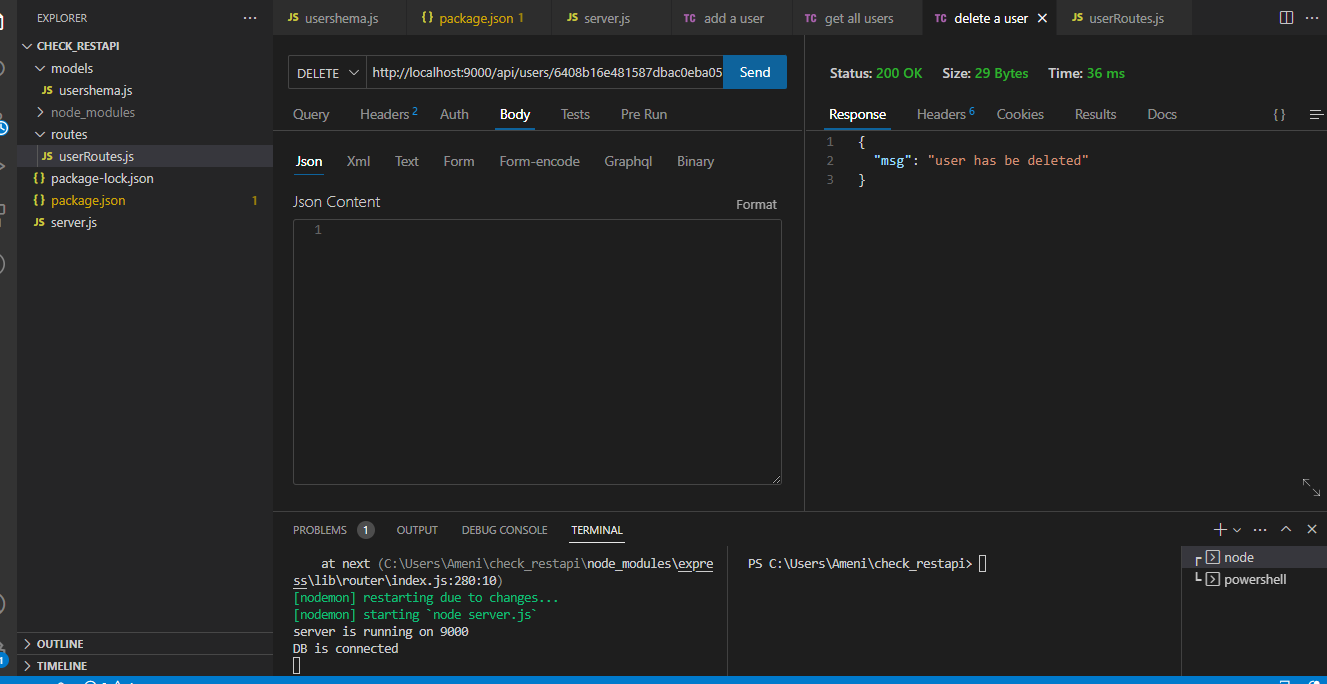 EXPLORER
CHECK_RESTAPI
models
JS usershema.js
node_modules
routes
JS userRoutes.js
{} package-lock.json
{} package.json 1
JS server.js
OUTLINE
TIMELINE
JS usershema.js {} package.json 1 JS server.js TC add a user TC get all users TC delete a user JS userRoutes.js
DELETE http://localhost:9000/api/users/6408b16e481587dbac0eba05 Send
Query Headers 2 Auth Body Tests Pre Run
Json Xml Text Form Form-encode Graphql Binary
Json Content
Format
1
Status: 200 OK Size: 29 Bytes Time: 36 ms
Response Headers 6 Cookies Results Docs {}
1 {
2 "msg": "user has be deleted"
3 }
PROBLEMS 1 OUTPUT DEBUG CONSOLE TERMINAL
at next (C:\Users\Ameni\check_restapi\node_modules\expre
ss\lib\router\index.js:280:10)
[nodemon] restarting due to changes...
[nodemon] starting `node server.js`
server is running on 9000
DB is connected
PS C:\Users\Ameni\check_restapi>
node
powershell